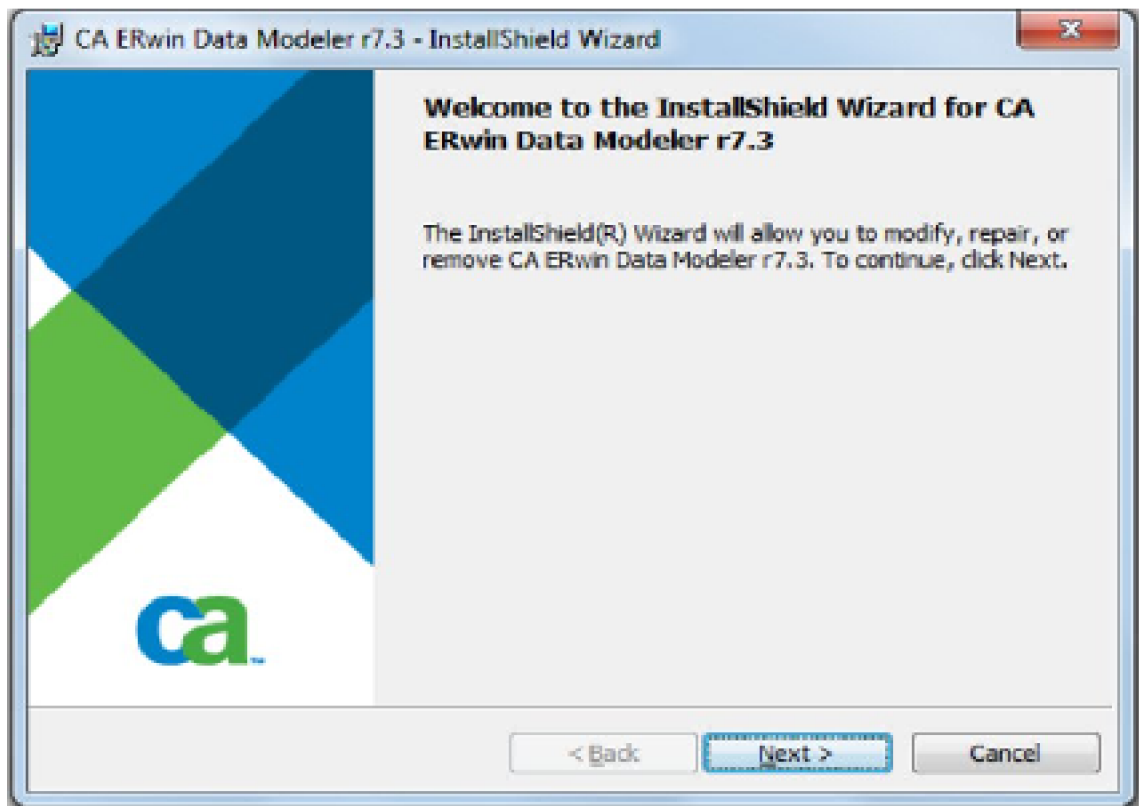 CA ERwin Data Modeler r7.3 - InstallShield Wizard
Welcome to the InstallShield Wizard for CA
ERwin Data Modeler r7.3
The InstallShield(R) Wizard will allow you to modify, repair, or
remove CA ERwin Data Modeler r7.3. To continue, click Next.
ca™
< Back
Next >
Cancel